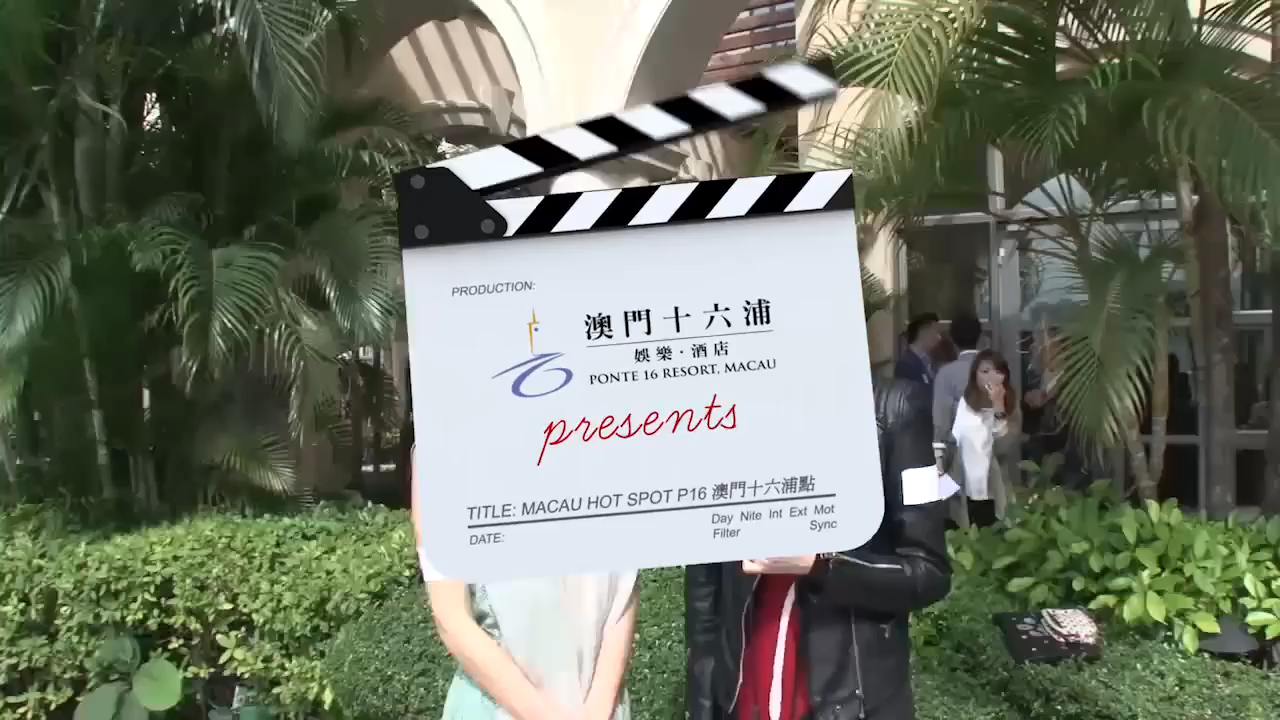 PRODUCTION:
澳門十六浦
娛樂·酒店
PONTE 16 RESORT, MACAU
presents
TITLE: MACAU HOT SPOT P16 澳門十六浦點
DATE:
Day Nite Int Ext Mot
Filter Sync